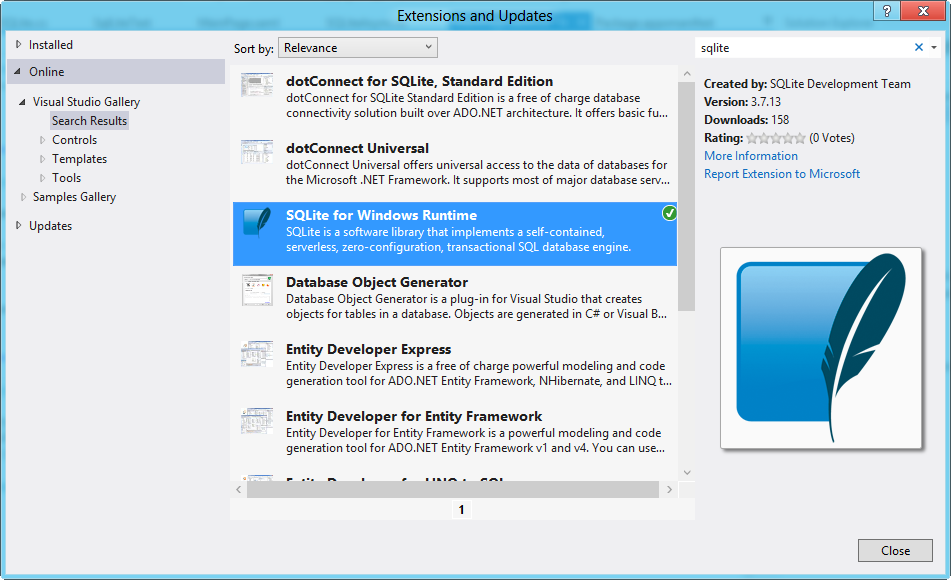 Extensions and Updates
?
Installed
Online
Visual Studio Gallery
Search Results
Controls
Templates
Tools
Samples Gallery
Updates
Sort by: Relevance
dotConnect for SQLite, Standard Edition
dotConnect for SQLite Standard Edition is a free of charge database
connectivity solution built over ADO.NET architecture. It offers basic fu...
dotConnect Universal
dotConnect Universal offers universal access to the data of databases for
the Microsoft .NET Framework. It supports most of major database serv...
SQLite for Windows Runtime
SQLite is a software library that implements a self-contained,
serverless, zero-configuration, transactional SQL database engine.
Database Object Generator
Database Object Generator is a plug-in for Visual Studio that creates
objects for tables in a database. Objects are generated in C# or Visual B...
Entity Developer Express
Entity Developer Express is a free of charge powerful modeling and code
generation tool for ADO.NET Entity Framework, NHibernate, and LINQ t...
Entity Developer for Entity Framework
Entity Developer for Entity Framework is a powerful modeling and code
generation tool for ADO.NET Entity Framework v1 and v4. You can use...
1
sqlite
Created by: SQLite Development Team
Version: 3.7.13
Downloads: 158
Rating: (0 Votes)
More Information
Report Extension to Microsoft
Close